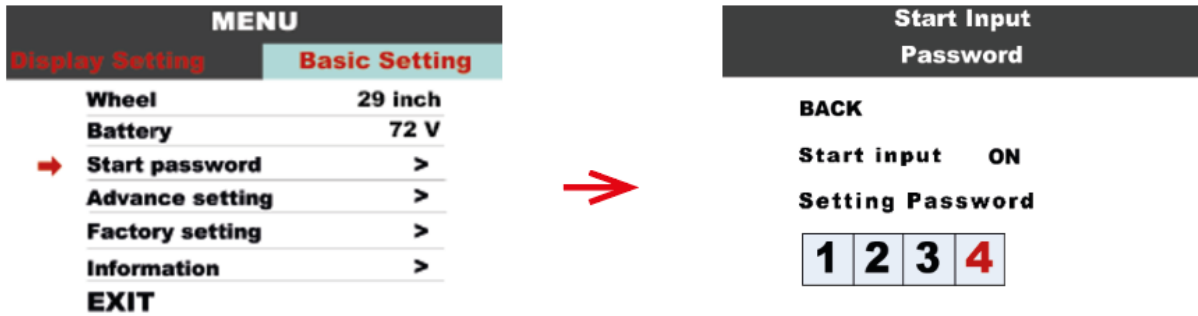 MENU
Display Setting Basic Setting
Wheel 29 inch
Battery 72 V
Start password >
Advance setting >
Factory setting >
Information >
EXIT
Start Input
Password
BACK
Start input ON
Setting Password
1 2 3 4